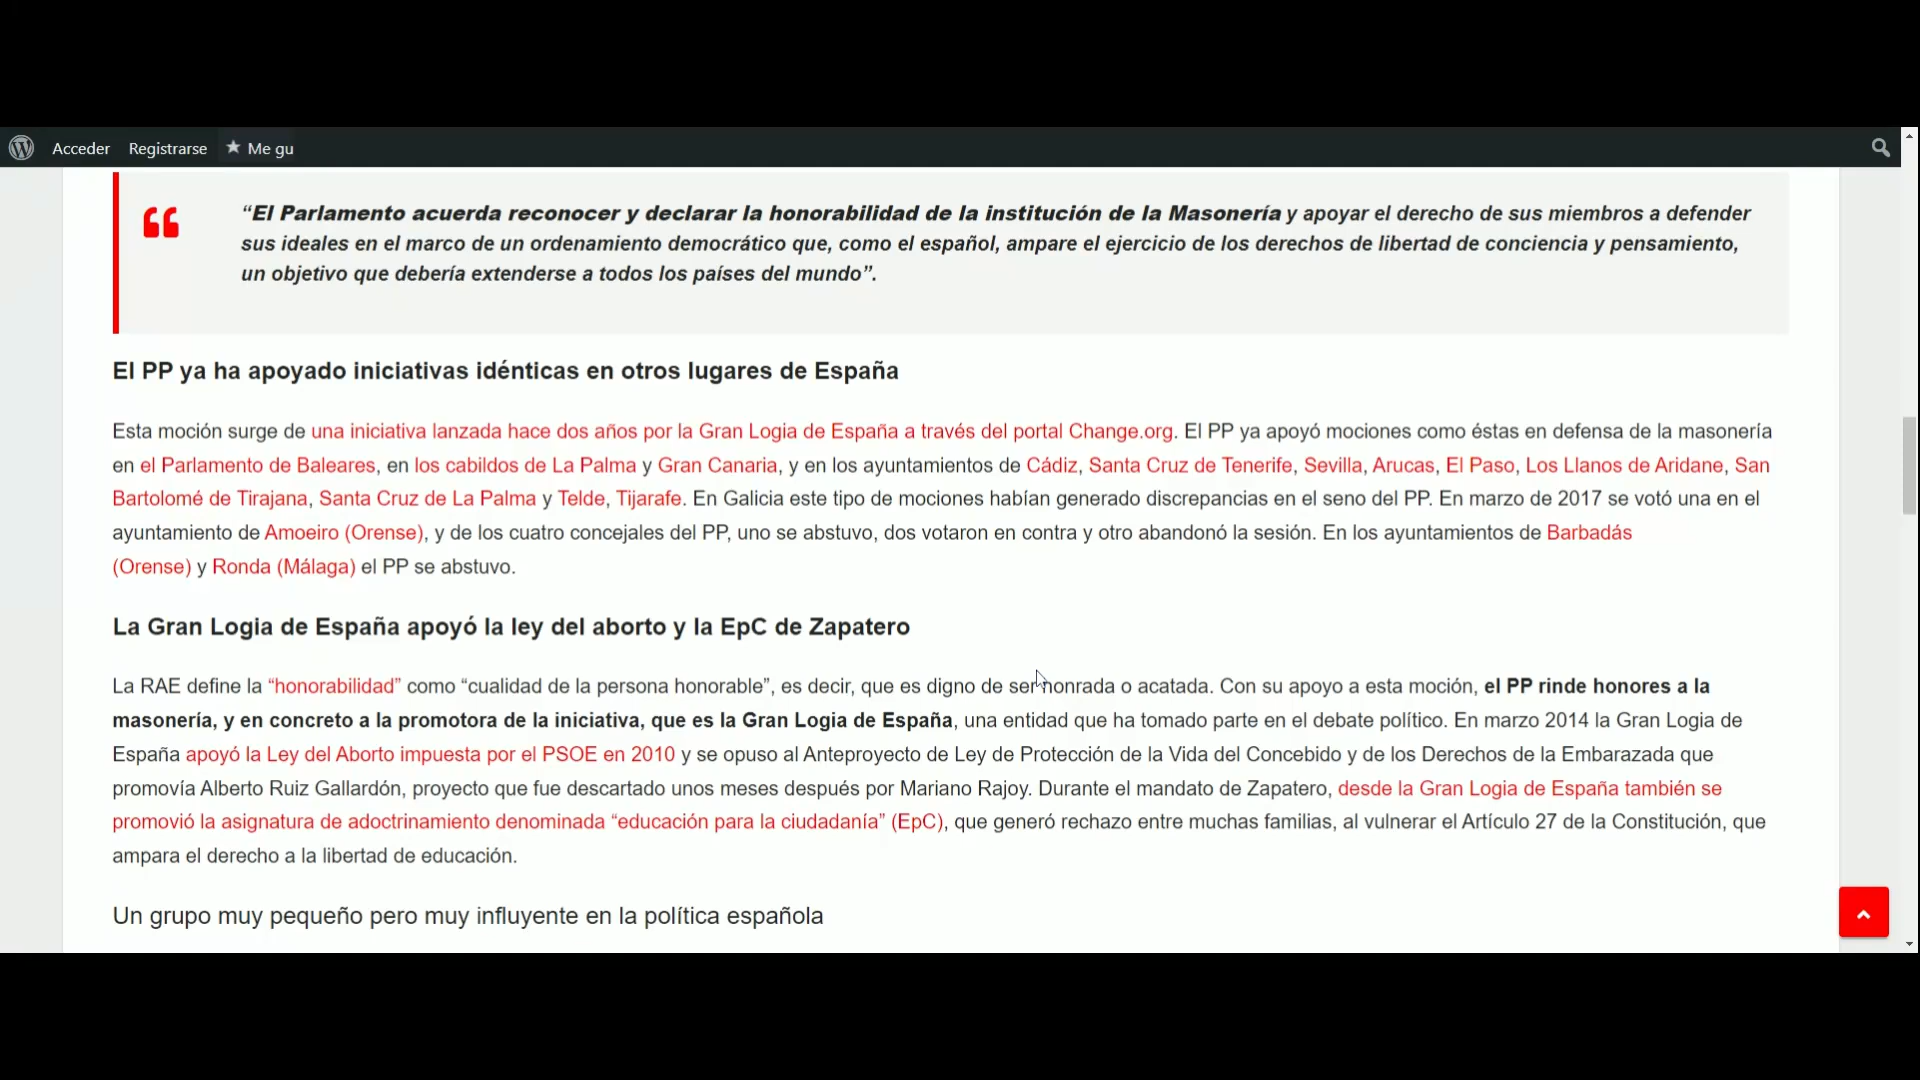 Acceder Registrarse ★ Me gu
“El Parlamento acuerda reconocer y declarar la honorabilidad de la institución de la Masonería y apoyar el derecho de sus miembros a defender
sus ideales en el marco de un ordenamiento democrático que, como el español, ampare el ejercicio de los derechos de libertad de conciencia y pensamiento,
un objetivo que debería extenderse a todos los países del mundo”.
El PP ya ha apoyado iniciativas idénticas en otros lugares de España
Esta moción surge de una iniciativa lanzada hace dos años por la Gran Logia de España a través del portal Change.org. El PP ya apoyó mociones como éstas en defensa de la masonería
en el Parlamento de Baleares, en los cabildos de La Palma y Gran Canaria, y en los ayuntamientos de Cádiz, Santa Cruz de Tenerife, Sevilla, Arucas, El Paso, Los Llanos de Aridane, San
Bartolomé de Tirajana, Santa Cruz de La Palma y Telde, Tijarafe. En Galicia este tipo de mociones habían generado discrepancias en el seno del PP. En marzo de 2017 se votó una en el
ayuntamiento de Amoeiro (Orense), y de los cuatro concejales del PP, uno se abstuvo, dos votaron en contra y otro abandonó la sesión. En los ayuntamientos de Barbadás
(Orense) y Ronda (Málaga) el PP se abstuvo.
La Gran Logia de España apoyó la ley del aborto y la EpC de Zapatero
La RAE define la “honorabilidad” como “cualidad de la persona honorable”, es decir, que es digno de ser honrada o acatada. Con su apoyo a esta moción, el PP rinde honores a la
masonería, y en concreto a la promotora de la iniciativa, que es la Gran Logia de España, una entidad que ha tomado parte en el debate político. En marzo 2014 la Gran Logia de
España apoyó la Ley del Aborto impuesta por el PSOE en 2010 y se opuso al Anteproyecto de Ley de Protección de la Vida del Concebido y de los Derechos de la Embarazada que
promovía Alberto Ruiz Gallardón, proyecto que fue descartado unos meses después por Mariano Rajoy. Durante el mandato de Zapatero, desde la Gran Logia de España también se
promovió la asignatura de adoctrinamiento denominada “educación para la ciudadanía” (EpC), que generó rechazo entre muchas familias, al vulnerar el Artículo 27 de la Constitución, que
ampara el derecho a la libertad de educación.
Un grupo muy pequeño pero muy influyente en la política española